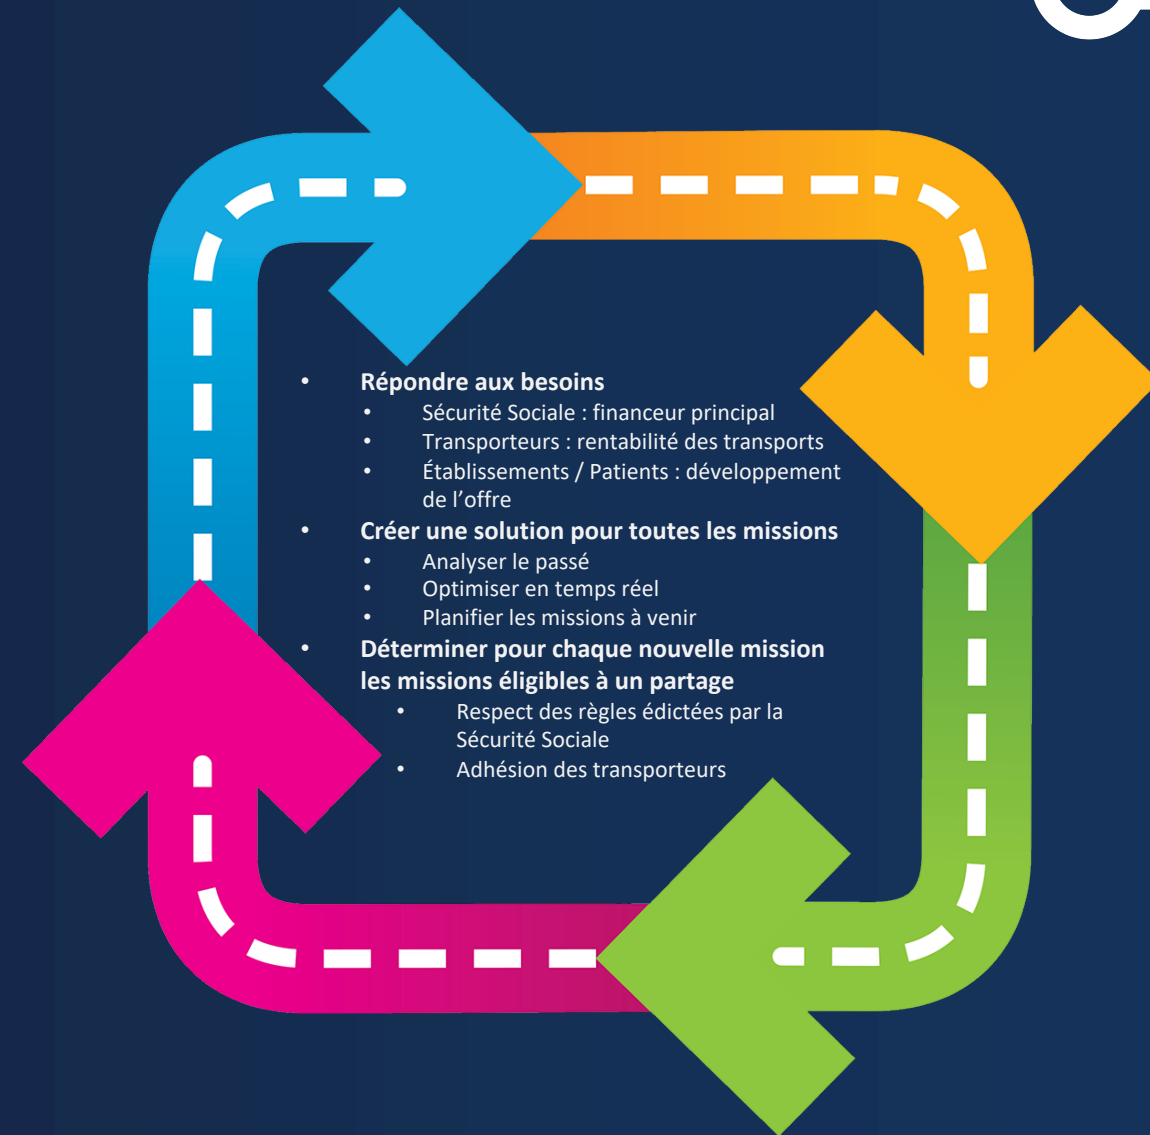 • Répondre aux besoins
• Sécurité Sociale : financeur principal
• Transporteurs : rentabilité des transports
• Établissements / Patients : développement
de l’offre
• Créer une solution pour toutes les missions
• Analyser le passé
• Optimiser en temps réel
• Planifier les missions à venir
• Déterminer pour chaque nouvelle mission
les missions éligibles à un partage
• Respect des règles édictées par la
Sécurité Sociale
• Adhésion des transporteurs